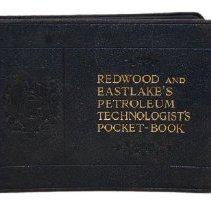 REDWOOD AND
EASTLAKE'S
PETROLEUM
TECHNOLOGIST'S
POCKET-BOOK